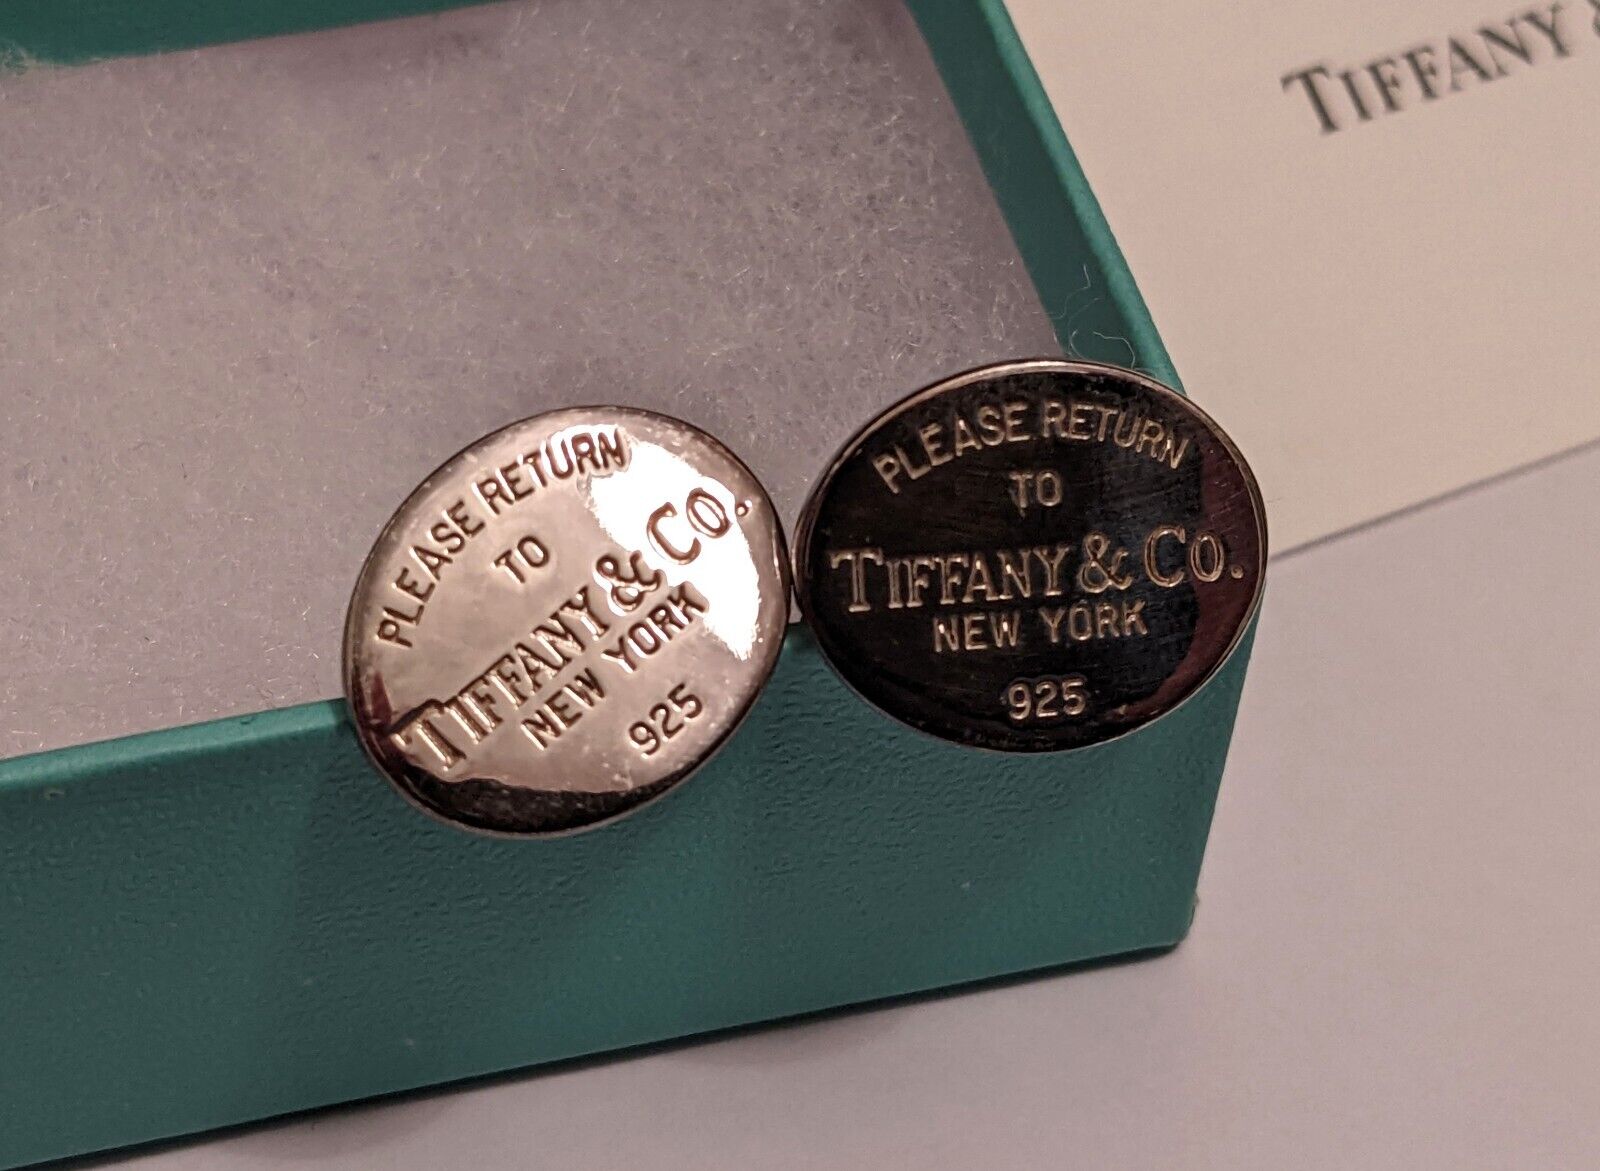 TIFFANY &
PLEASE RETURN
TO
TIFFANY & CO.
NEW YORK
925
PLEASE RETURN
TO
TIFFANY & CO.
NEW YORK
925